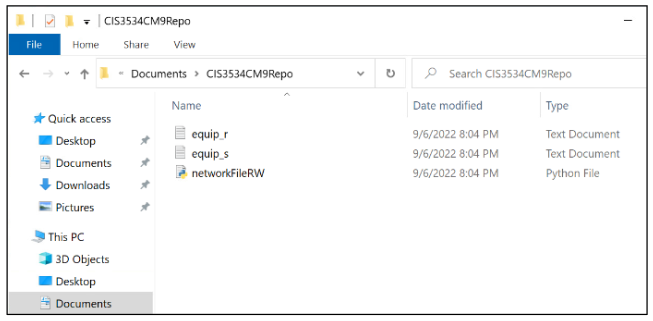 CIS3534CM9Repo
File Home Share View
Documents > CIS3534CM9Repo Search CIS3534CM9Repo
Name Date modified Type
Quick access
Desktop
Documents
Downloads
Pictures
This PC
3D Objects
Desktop
Documents
equip_r 9/6/2022 8:04 PM Text Document
equip_s 9/6/2022 8:04 PM Text Document
networkFileRW 9/6/2022 8:04 PM Python File